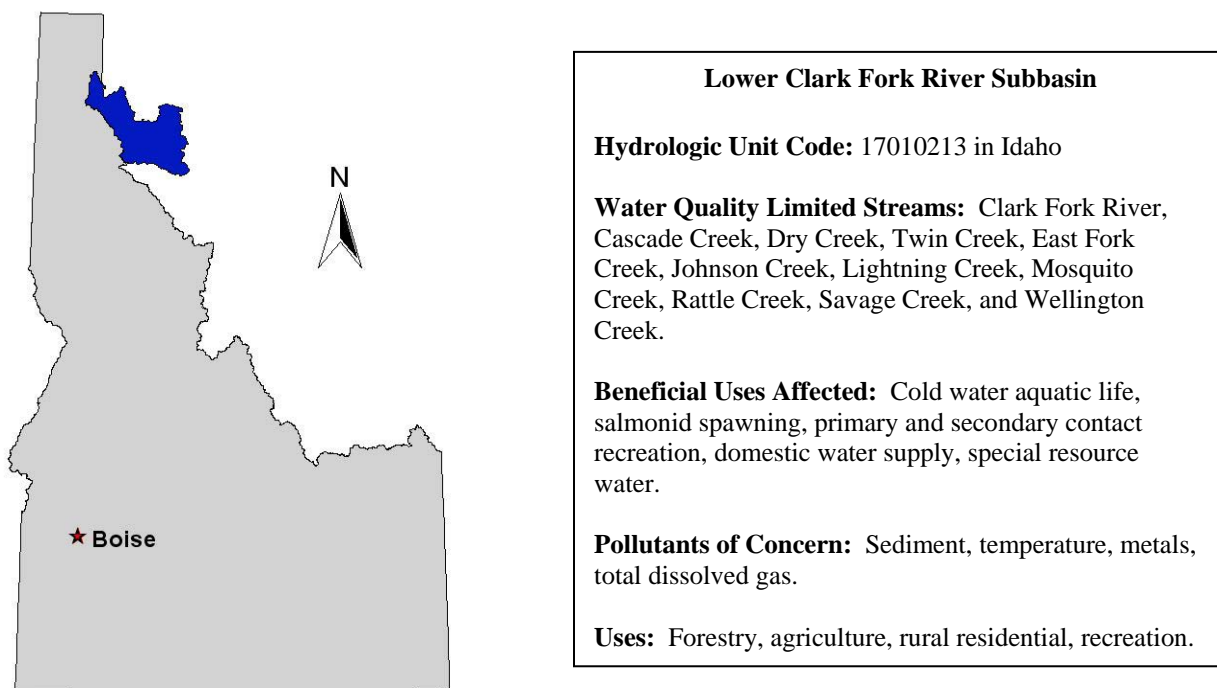 N
Boise
Lower Clark Fork River Subbasin
Hydrologic Unit Code: 17010213 in Idaho
Water Quality Limited Streams: Clark Fork River,
Cascade Creek, Dry Creek, Twin Creek, East Fork
Creek, Johnson Creek, Lightning Creek, Mosquito
Creek, Rattle Creek, Savage Creek, and Wellington
Creek.
Beneficial Uses Affected: Cold water aquatic life,
salmonid spawning, primary and secondary contact
recreation, domestic water supply, special resource
water.
Pollutants of Concern: Sediment, temperature, metals,
total dissolved gas.
Uses: Forestry, agriculture, rural residential, recreation.